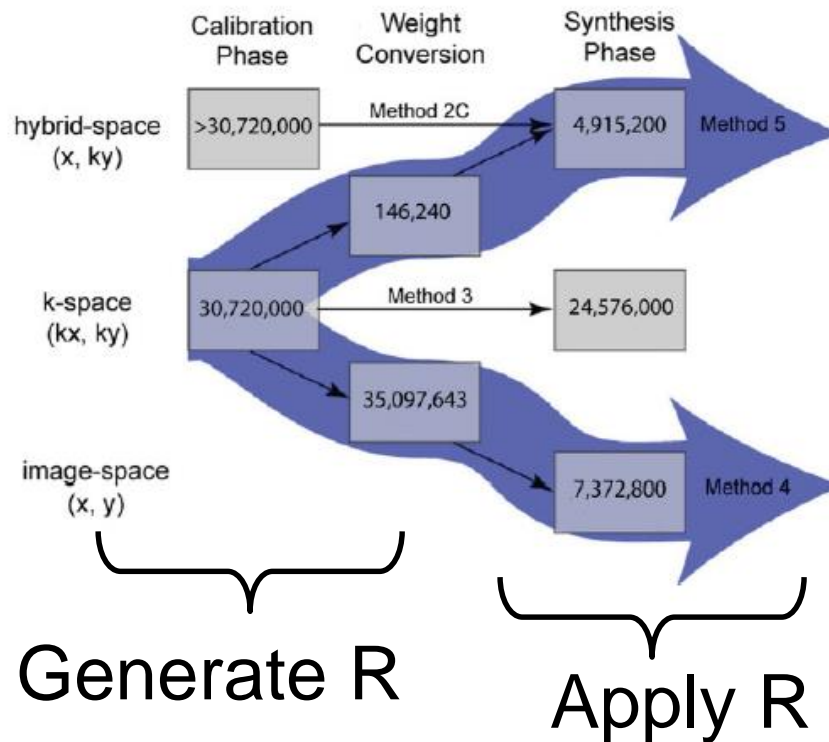 Calibration
Phase
Weight
Conversion
Synthesis
Phase
hybrid-space
(x, ky)
>30,720,000
Method 2C
4,915,200
Method 5
146,240
k-space
(kx, ky)
30,720,000
Method 3
24,576,000
35,097,643
image-space
(x, y)
7,372,800
Method 4
Generate R
Apply R